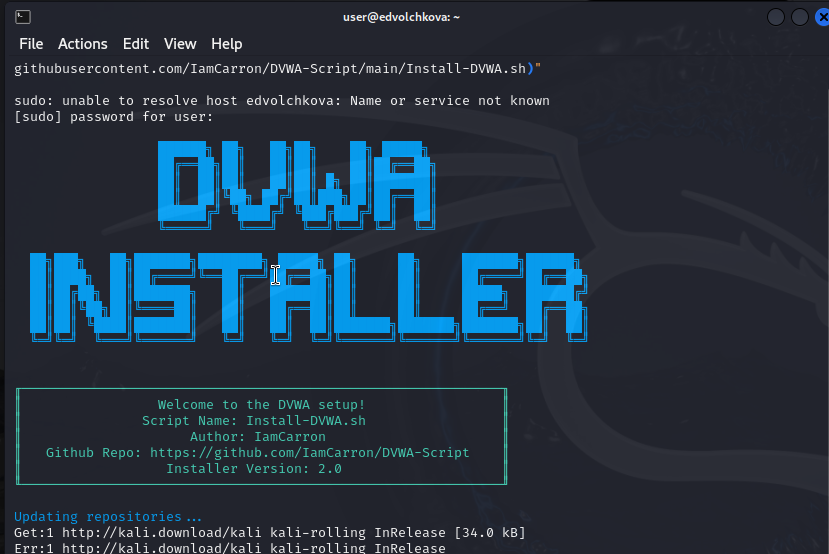 user@edvolchkova: ~
File Actions Edit View Help
githubusercontent.com/IamCarron/DVWA-Script/main/Install-DVWA.sh)"
sudo: unable to resolve host edvolchkova: Name or service not known
[sudo] password for user:
DVWA
INSTALLER
Welcome to the DVWA setup!
Script Name: Install-DVWA.sh
Author: IamCarron
Github Repo: https://github.com/IamCarron/DVWA-Script
Installer Version: 2.0
Updating repositories...
Get:1 http://kali.download/kali kali-rolling InRelease [34.0 kB]
Err:1 http://kali.download/kali kali-rolling InRelease